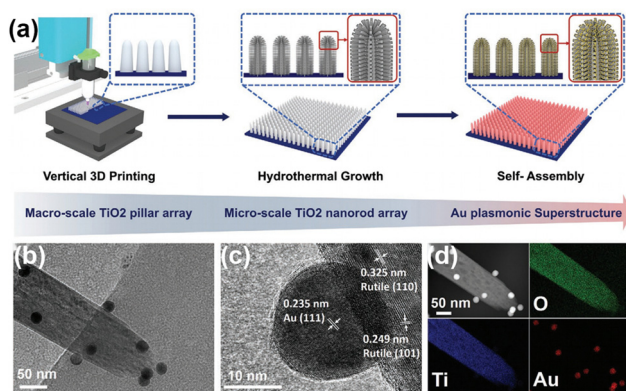 (a)
Vertical 3D Printing
Hydrothermal Growth
Self- Assembly
Macro-scale TiO2 pillar array
Micro-scale TiO2 nanorod array
Au plasmonic Superstructure
(b)
50 nm
(c)
0.325 nm
Rutile (110)
0.235 nm
Au (111)
0.249 nm
Rutile (101)
10 nm
(d)
50 nm
O
Ti
Au